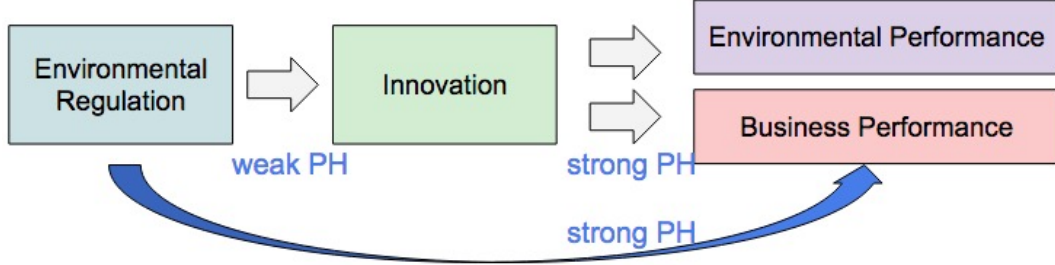 Environmental
Regulation
Innovation
Environmental Performance
Business Performance
weak PH
strong PH
strong PH